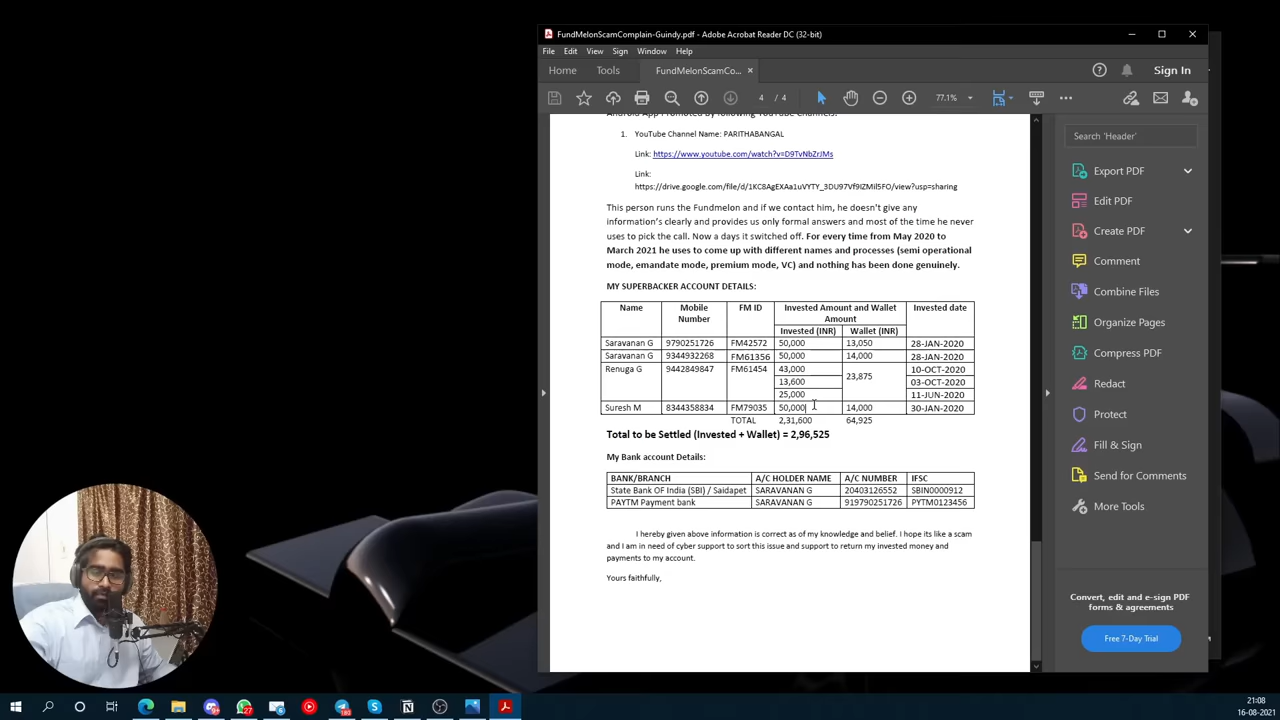 FundMelonScamComplain-Guindy.pdf - Adobe Acrobat Reader DC (32-bit)
File Edit View Sign Window Help
Home Tools FundMelonScamCo... × Sign In
4 / 4 77.1%
Android App Promoted by following YouTube Channels:
1. YouTube Channel Name: PARITHABANGAL
Link: https://www.youtube.com/watch?v=D9TvNbZrJMs
Link:
https://drive.google.com/file/d/1KC8AgEXAa1uVYTY_3DU97Vf9IZMil5FO/view?usp=sharing
This person runs the Fundmelon and if we contact him, he doesn't give any
information's clearly and provides us only formal answers and most of the time he never
uses to pick the call. Now a days it switched off. For every time from May 2020 to
March 2021 he uses to come up with different names and processes (semi operational
mode, emandate mode, premium mode, VC) and nothing has been done genuinely.
MY SUPERBACKER ACCOUNT DETAILS:
Name Mobile Number FM ID Invested Amount and Wallet Amount Invested date
Invested (INR) Wallet (INR)
Saravanan G 9790251726 FM42572 50,000 13,050 28-JAN-2020
Saravanan G 9344932268 FM61356 50,000 14,000 28-JAN-2020
Renuga G 9442849847 FM61454 43,000 23,875 10-OCT-2020
13,600 03-OCT-2020
25,000 11-JUN-2020
Suresh M 8344358834 FM79035 50,000 14,000 30-JAN-2020
TOTAL 2,31,600 64,925
Total to be Settled (Invested + Wallet) = 2,96,525
My Bank account Details:
BANK/BRANCH A/C HOLDER NAME A/C NUMBER IFSC
State Bank OF India (SBI) / Saidapet SARAVANAN G 20403126552 SBIN0000912
PAYTM Payment bank SARAVANAN G 919790251726 PYTM0123456
I hereby given above information is correct as of my knowledge and belief. I hope its like a scam
and I am in need of cyber support to sort this issue and support to return my invested money and
payments to my account.
Yours faithfully,
Search 'Header'
Export PDF
Edit PDF
Create PDF
Comment
Combine Files
Organize Pages
Compress PDF
Redact
Protect
Fill & Sign
Send for Comments
More Tools
Convert, edit and e-sign PDF
forms & agreements
Free 7-Day Trial
27
6
180
21:08
16-08-2021